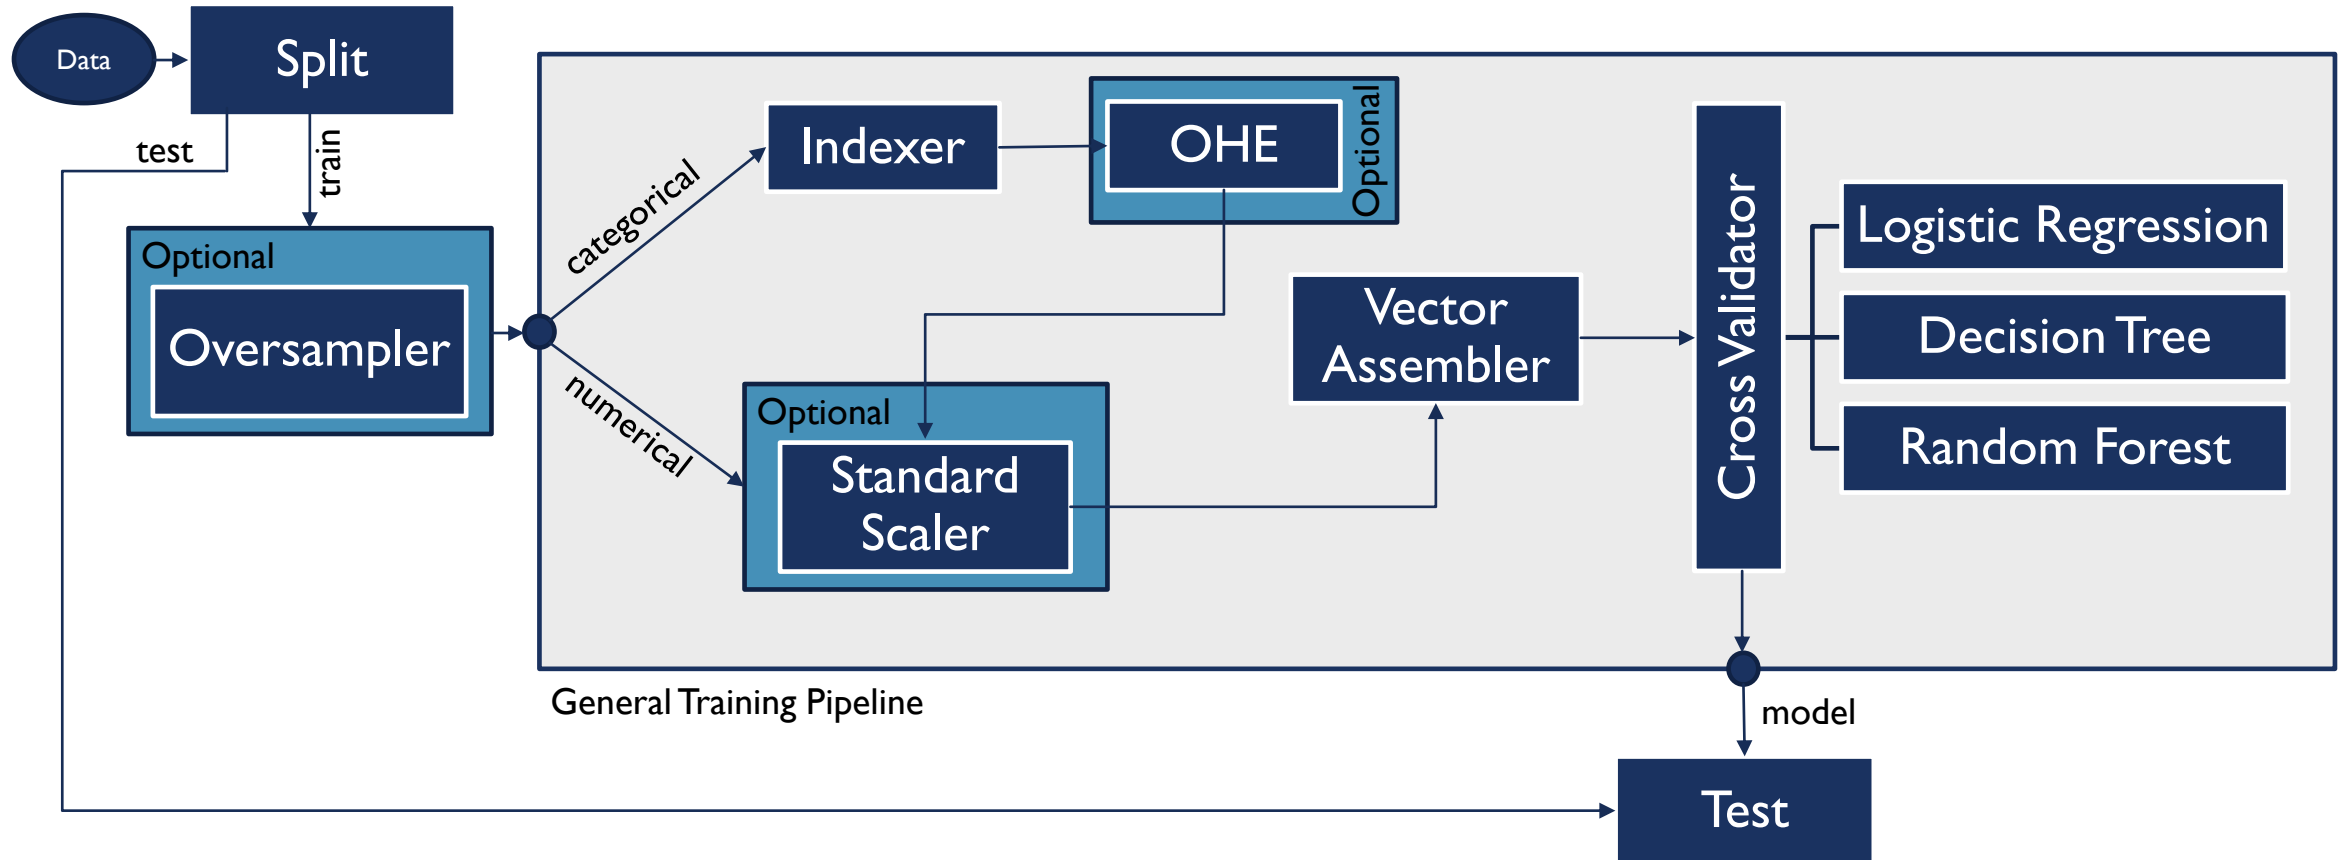 Data
Split
test
train
Optional
Oversampler
categorical
numerical
Indexer
OHE
Optional
Optional
Standard
Scaler
Vector
Assembler
Cross Validator
Logistic Regression
Decision Tree
Random Forest
General Training Pipeline
model
Test